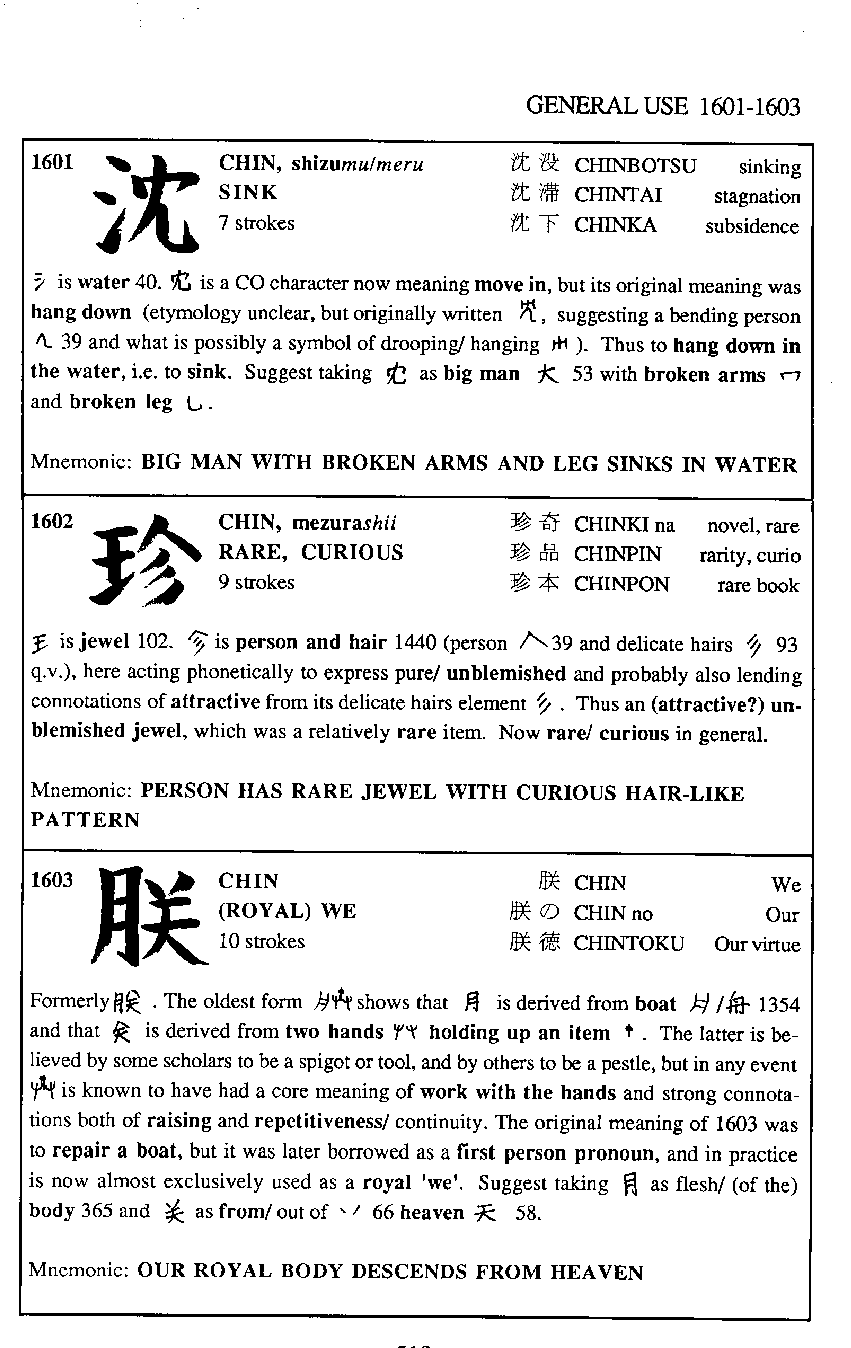 GENERAL USE 1601-1603
1601 沈 CHIN, shizumu/meru 沈没 CHINBOTSU sinking
SINK 沈滞 CHINTAI stagnation
7 strokes 沈下 CHINKA subsidence
氵 is water 40. 冘 is a CO character now meaning move in, but its original meaning was
hang down (etymology unclear, but originally written , suggesting a bending person
39 and what is possibly a symbol of drooping/ hanging ). Thus to hang down in
the water, i.e. to sink. Suggest taking 冘 as big man 大 53 with broken arms 冖
and broken leg乚.
Mnemonic: BIG MAN WITH BROKEN ARMS AND LEG SINKS IN WATER
1602 珍 CHIN, mezurashii 珍奇 CHINKI na novel, rare
RARE, CURIOUS 珍品 CHINPIN rarity, curio
9 strokes 珍本 CHINPON rare book
王 is jewel 102. 㐱 is person and hair 1440 (person 𠆢 39 and delicate hairs 彡 93
q.v.), here acting phonetically to express pure/ unblemished and probably also lending
connotations of attractive from its delicate hairs element 彡 . Thus an (attractive?) un-
blemished jewel, which was a relatively rare item. Now rare/ curious in general.
Mnemonic: PERSON HAS RARE JEWEL WITH CURIOUS HAIR-LIKE
PATTERN
1603 朕 CHIN 朕 CHIN We
(ROYAL) WE 朕の CHIN no Our
10 strokes 朕徳 CHINTOKU Our virtue
Formerly . The oldest form shows that 月 is derived from boat /舟 1354
and that is derived from two hands holding up an item . The latter is be-
lieved by some scholars to be a spigot or tool, and by others to be a pestle, but in any event
is known to have had a core meaning of work with the hands and strong connota-
tions both of raising and repetitiveness/ continuity. The original meaning of 1603 was
to repair a boat, but it was later borrowed as a first person pronoun, and in practice
is now almost exclusively used as a royal 'we'. Suggest taking 月 as flesh/ (of the)
body 365 and 关 as from/ out of 丷 66 heaven 天 58.
Mnemonic: OUR ROYAL BODY DESCENDS FROM HEAVEN